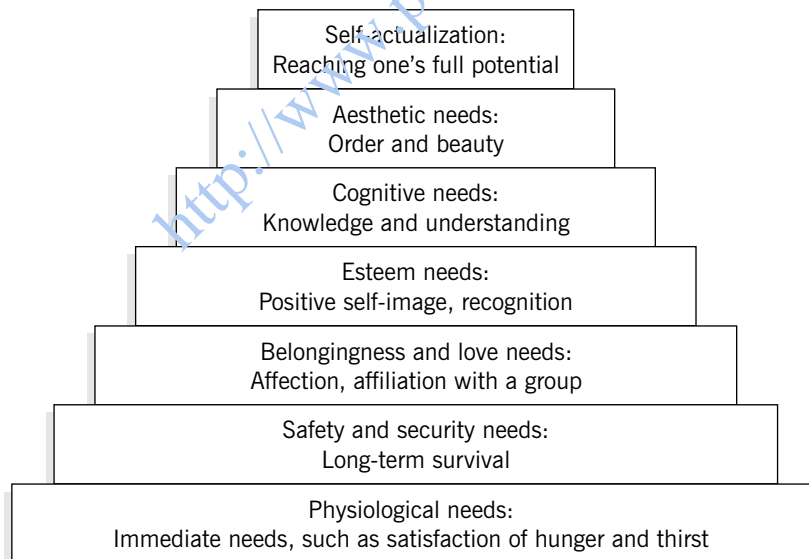 Self-actualization:
Reaching one's full potential
Aesthetic needs:
Order and beauty
Cognitive needs:
Knowledge and understanding
Esteem needs:
Positive self-image, recognition
Belongingness and love needs:
Affection, affiliation with a group
Safety and security needs:
Long-term survival
Physiological needs:
Immediate needs, such as satisfaction of hunger and thirst
http://www.p